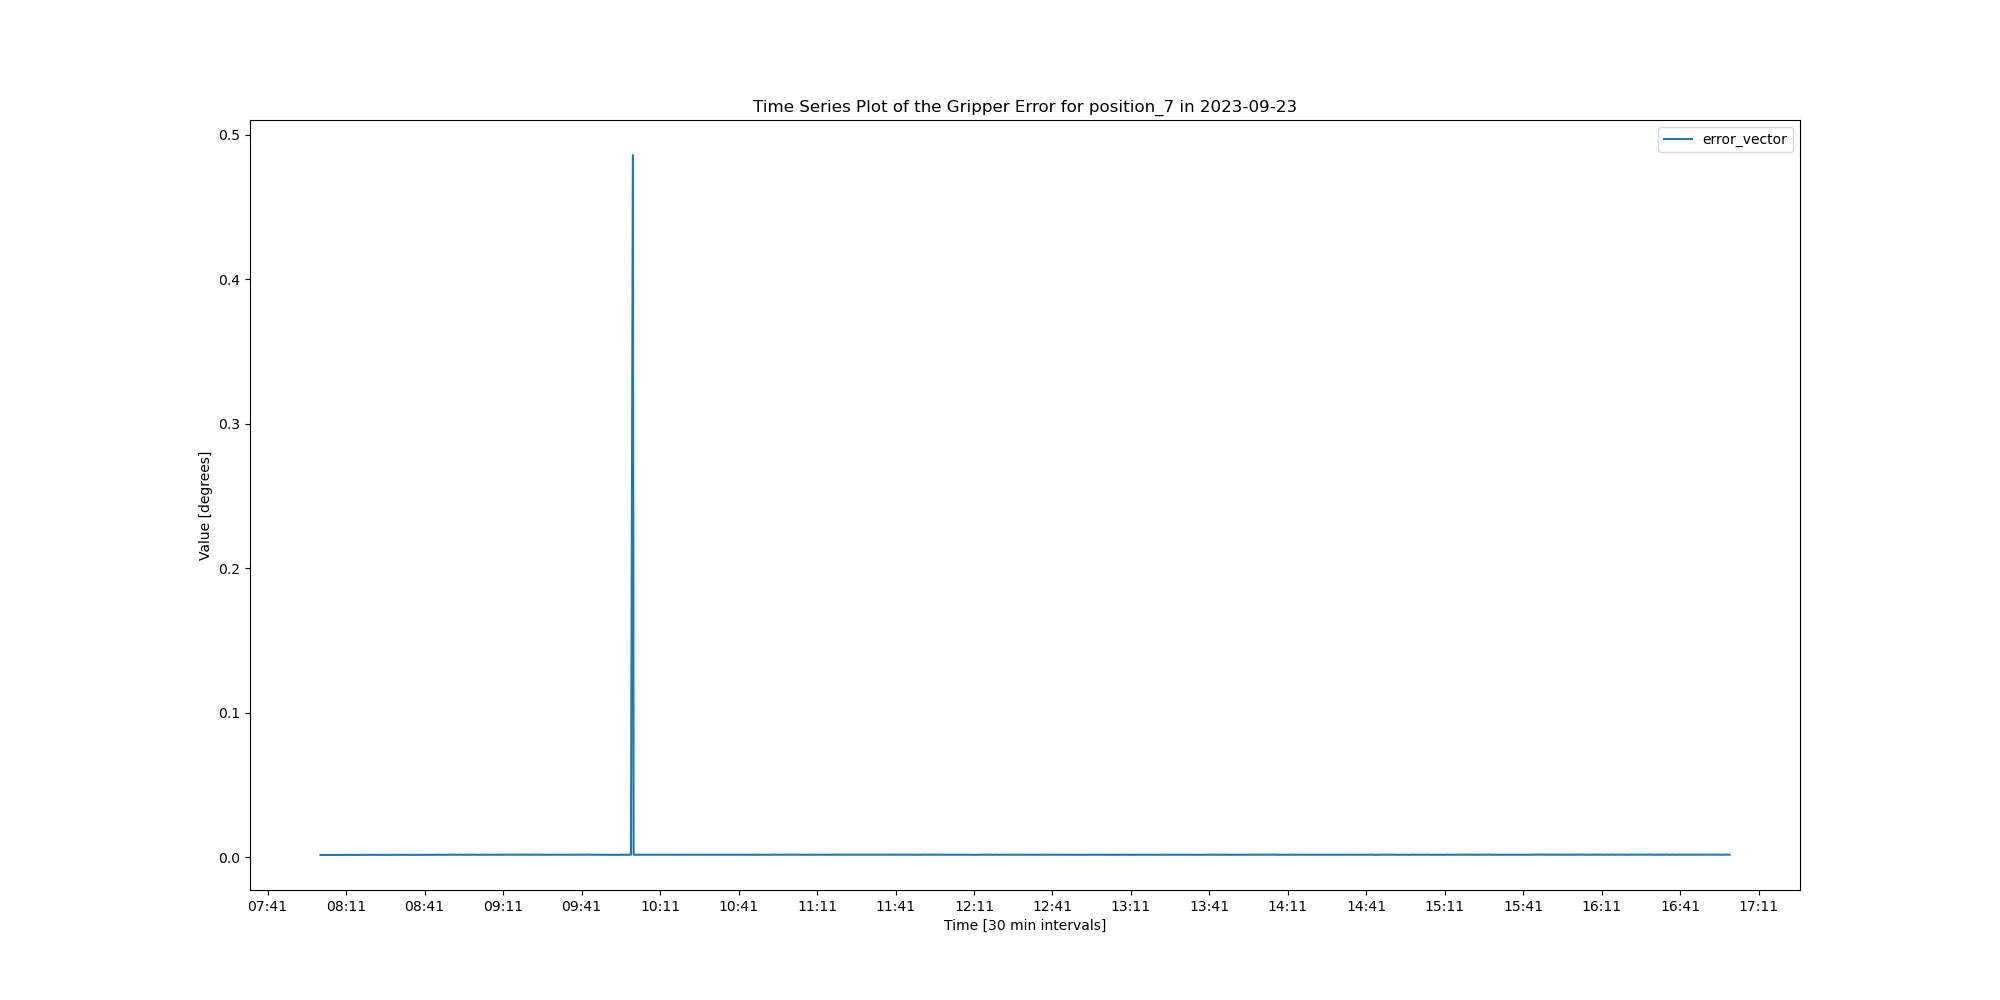 Time Series Plot of the Gripper Error for position_7 in 2023-09-23
error_vector
0.5
0.4
0.3
0.2
0.1
0.0
Value [degrees]
07:41 08:11 08:41 09:11 09:41 10:11 10:41 11:11 11:41 12:11 12:41 13:11 13:41 14:11 14:41 15:11 15:41 16:11 16:41 17:11
Time [30 min intervals]